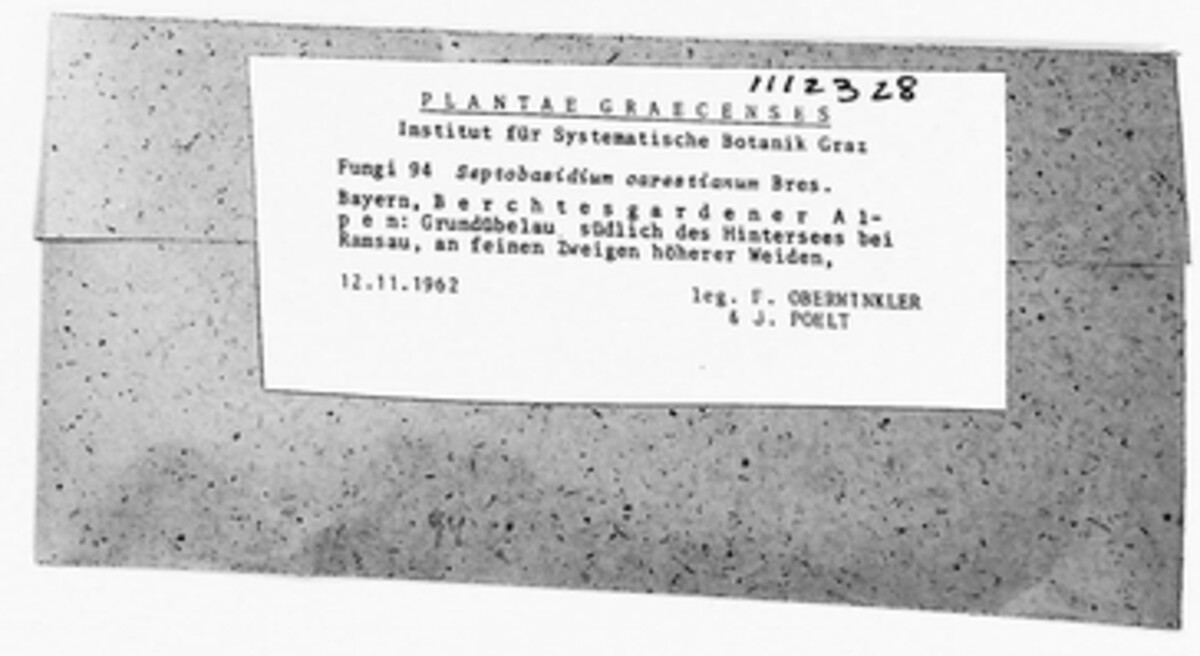 1112328
PLANTAE GRAECENSES
Institut für Systematische Botanik Graz
Fungi 94 Septobasidium carestianum Bres.
Bayern, Berchtesgardener Al-
pen: Grundübelau südlich des Hintersees bei
Ramsau, an feinen Zweigen höherer Weiden,
12.11.1962
leg. F. OBERWINKLER
& J. POELT